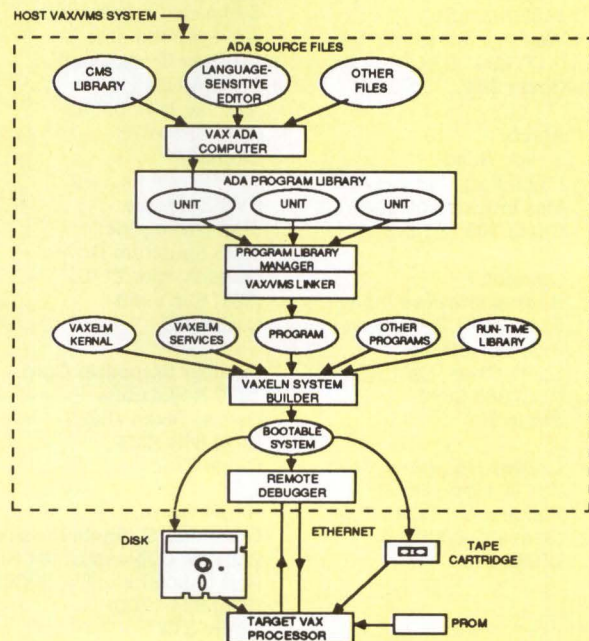 HOST VAX/VMS SYSTEM
ADA SOURCE FILES
CMS
LIBRARY
LANGUAGE-
SENSITIVE
EDITOR
OTHER
FILES
VAX ADA
COMPUTER
ADA PROGRAM LIBRARY
UNIT
UNIT
UNIT
PROGRAM LIBRARY
MANAGER
VAX/VMS LINKER
VAXELM
KERNAL
VAXELM
SERVICES
PROGRAM
OTHER
PROGRAMS
RUN-TIME
LIBRARY
VAXELN SYSTEM
BUILDER
BOOTABLE
SYSTEM
REMOTE
DEBUGGER
DISK
ETHERNET
TAPE
CARTRIDGE
TARGET VAX
PROCESSOR
PROM